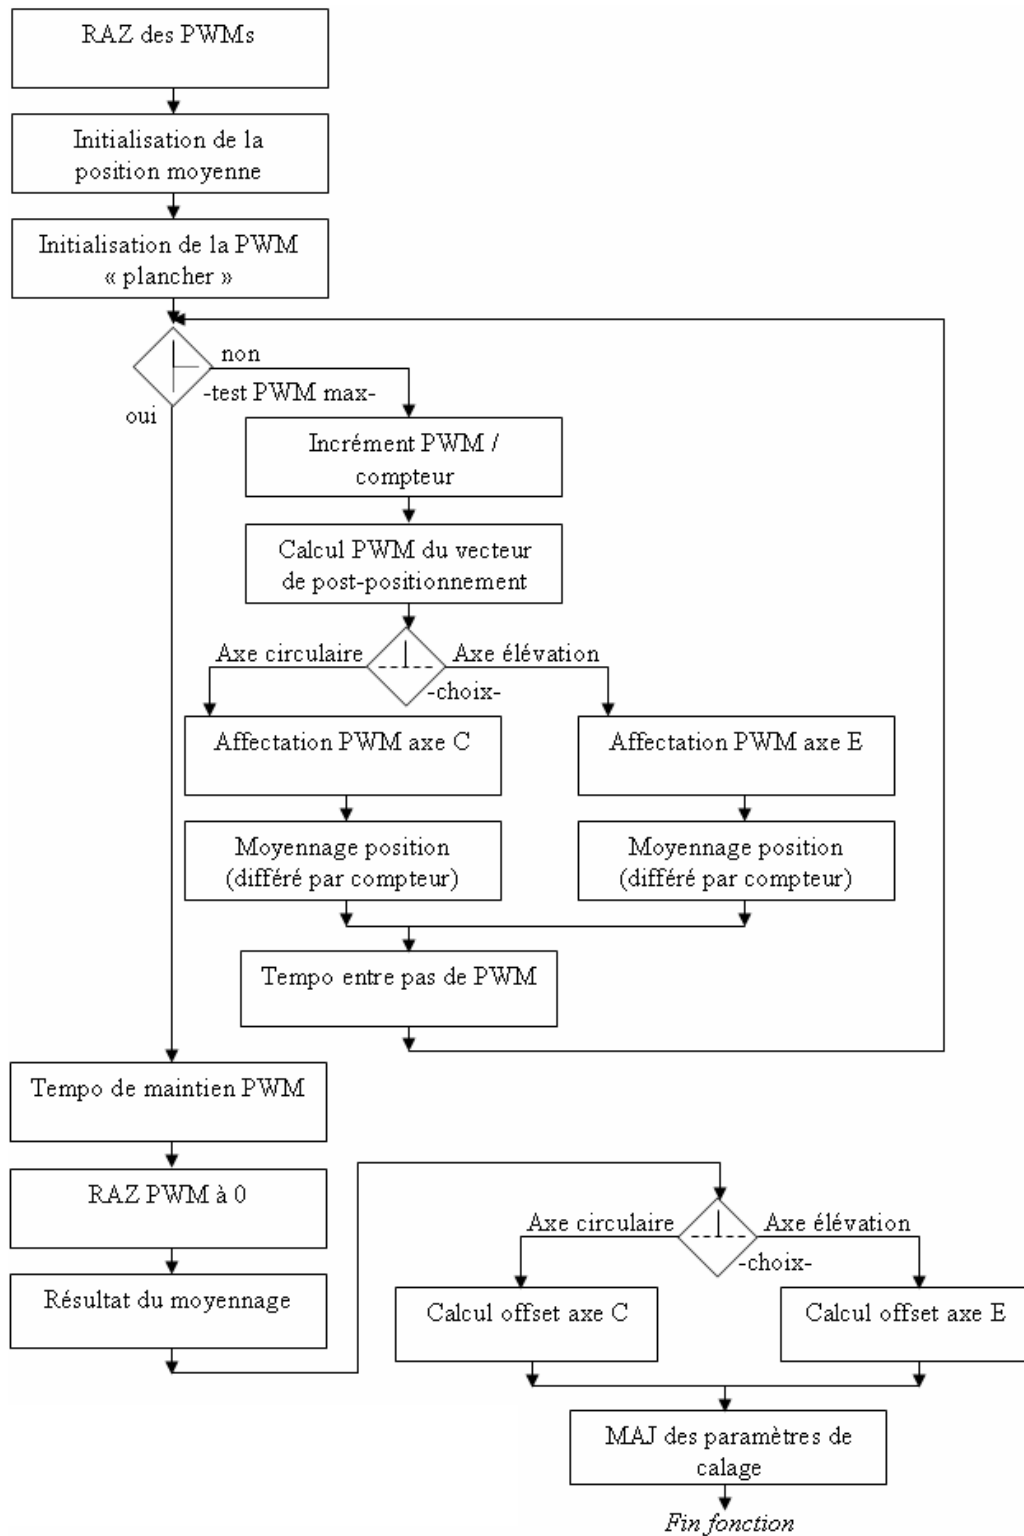 RAZ des PWMs
Initialisation de la
position moyenne
Initialisation de la PWM
« plancher »
non
-test PWM max-
oui
Incrément PWM /
compteur
Calcul PWM du vecteur
de post-positionnement
Axe circulaire
Axe élévation
-choix-
Affectation PWM axe C
Affectation PWM axe E
Moyennage position
(différé par compteur)
Moyennage position
(différé par compteur)
Tempo entre pas de PWM
Tempo de maintien PWM
RAZ PWM à 0
Résultat du moyennage
Axe circulaire
Axe élévation
-choix-
Calcul offset axe C
Calcul offset axe E
MAJ des paramètres de
calage
Fin fonction